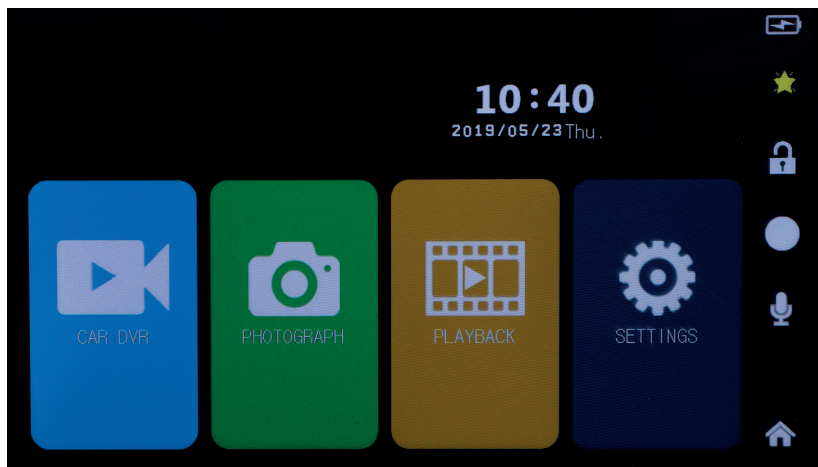 10:40
2019/05/23 Thu.
CAR DVR
PHOTOGRAPH
PLAYBACK
SETTINGS